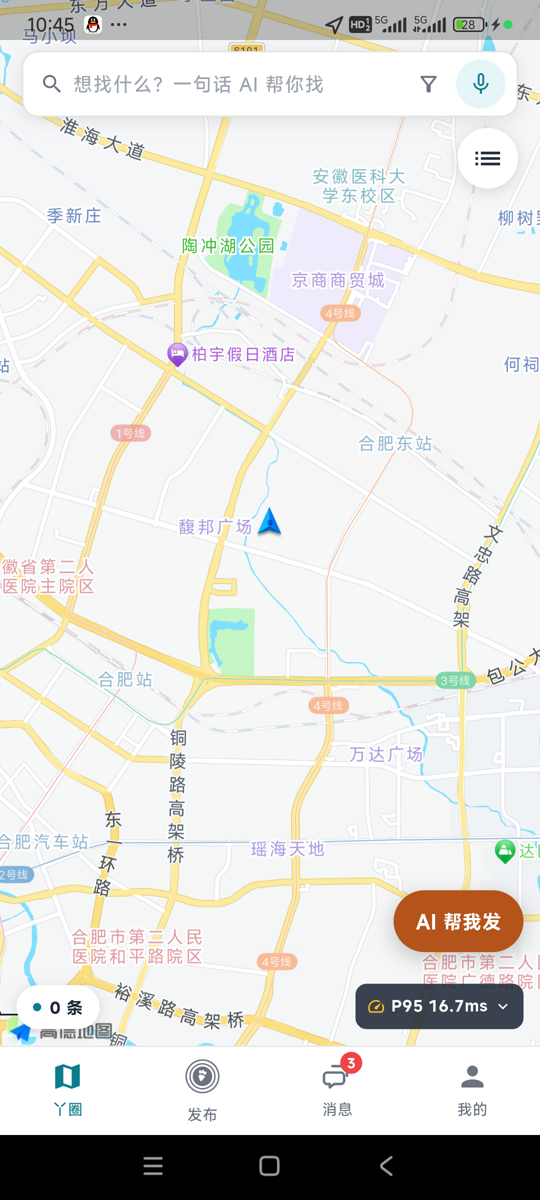 10:45
HD
5G
5G
28
马小坝
东方大道
S101
想找什么？一句话 AI 帮你找
淮海大道
安徽医科大
学东校区
季新庄
陶冲湖公园
京商商贸城
4号线
柏宇假日酒店
何祠
1号线
合肥东站
馥邦广场
文忠路高架
徽省第二人
医院主院区
合肥站
3号线
包公大
4号线
铜陵路高架桥
万达广场
东一环路
合肥汽车站
瑶海天地
2号线
AI 帮我发
合肥市第二人民
医院和平路院区
合肥市第二人民
医院广德路院区
4号线
裕溪路高架桥
0 条
P95 16.7ms
高德地图
丫圈
发布
3
消息
我的